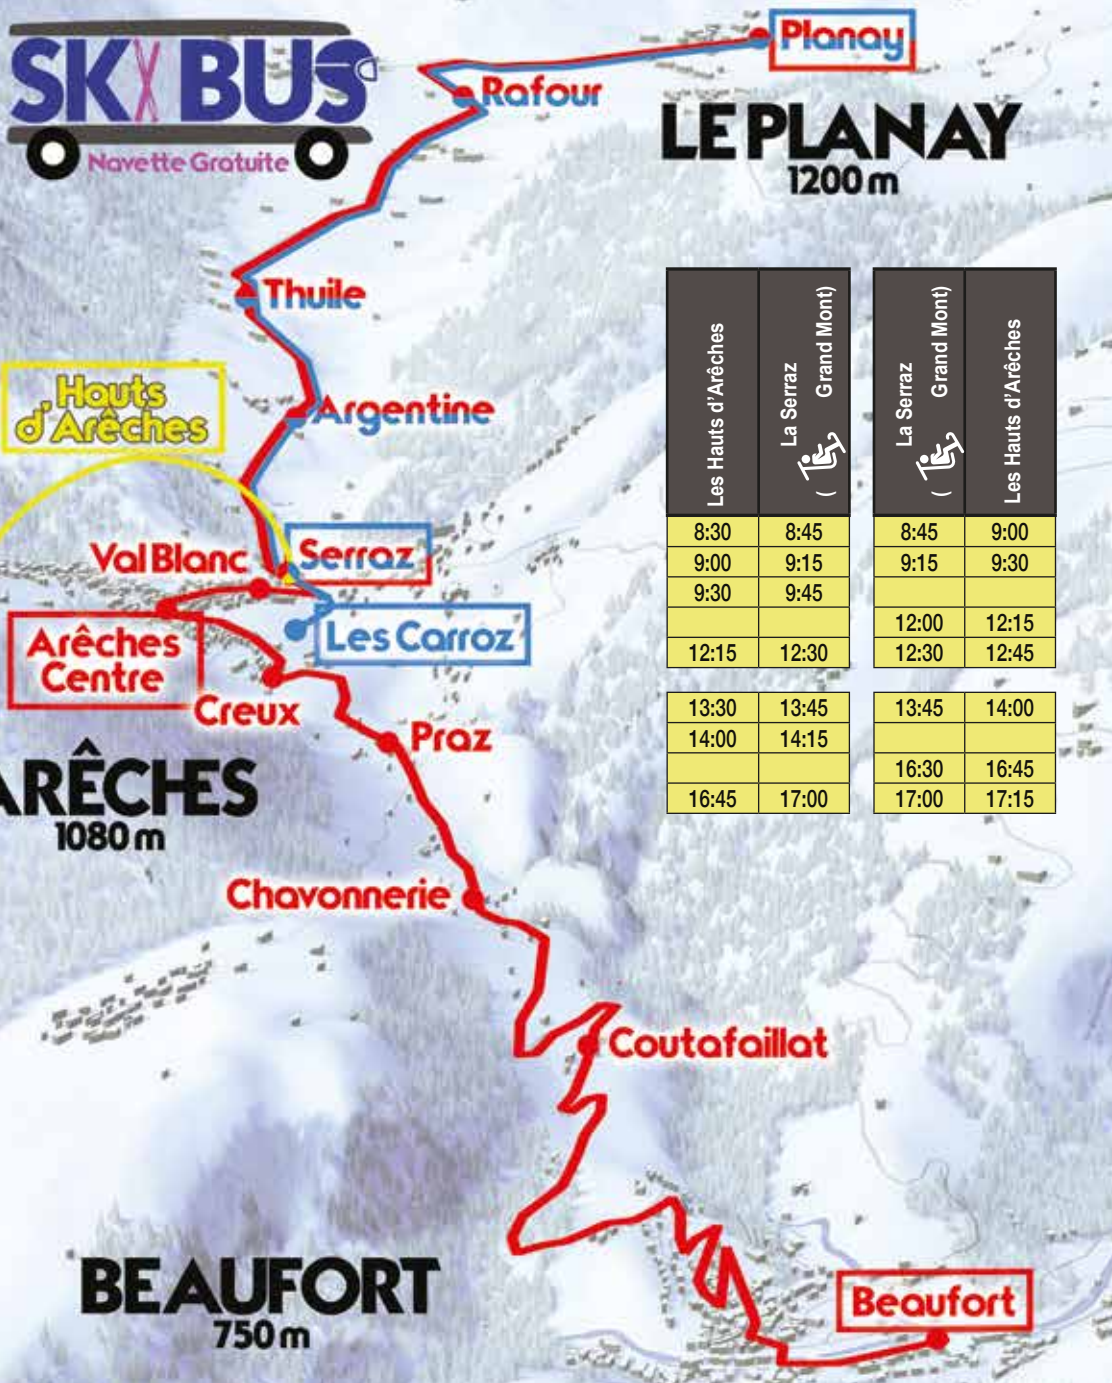 SKI BUS
Navette Gratuite
Planay
Rafour
LE PLANAY
1200 m
Thuile
Hauts
d'Arêches
Argentine
Val Blanc
Serraz
Arêches
Centre
Les Carroz
Creux
Praz
ARÊCHES
1080 m
Chavonnerie
Coutafaillat
BEAUFORT
750 m
Beaufort
Les Hauts d'Arêches
La Serraz
( Grand Mont)
La Serraz
( Grand Mont)
Les Hauts d'Arêches
8:30 8:45 8:45 9:00
9:00 9:15 9:15 9:30
9:30 9:45
12:00 12:15
12:15 12:30 12:30 12:45
13:30 13:45 13:45 14:00
14:00 14:15
16:30 16:45
16:45 17:00 17:00 17:15